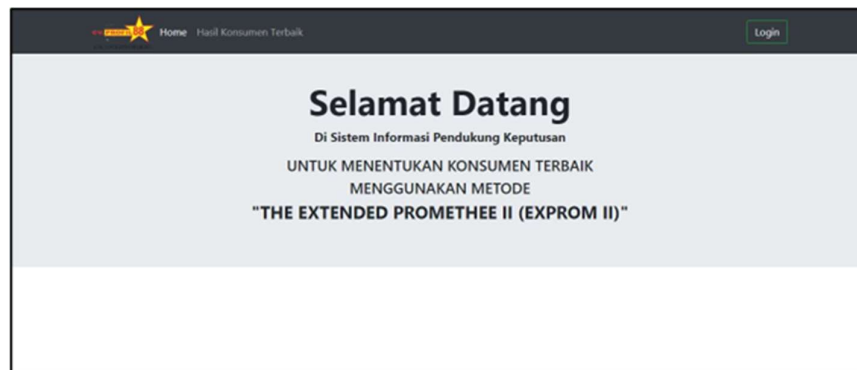 Home Hasil Konsumen Terbaik Login
Selamat Datang
Di Sistem Informasi Pendukung Keputusan
UNTUK MENENTUKAN KONSUMEN TERBAIK
MENGGUNAKAN METODE
"THE EXTENDED PROMETHEE II (EXPROM II)"